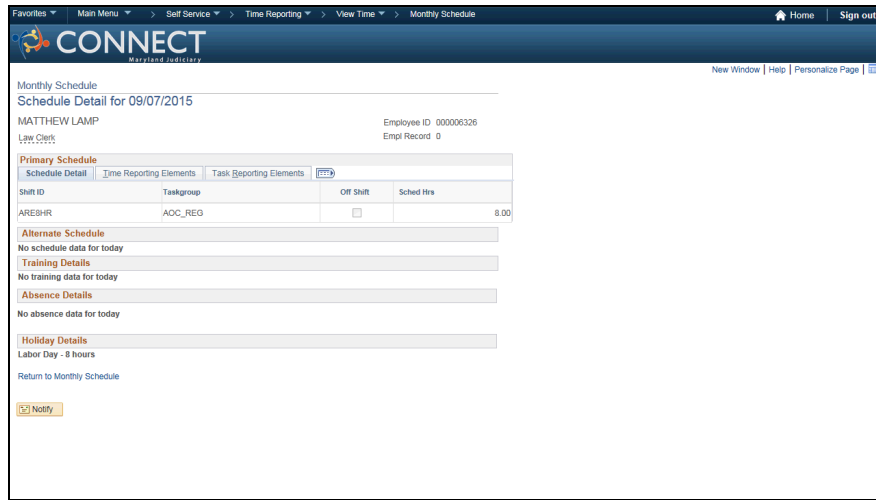 Favorites Main Menu > Self Service > Time Reporting > View Time > Monthly Schedule Home Sign out
CONNECT
Maryland Judiciary
New Window | Help | Personalize Page |
Monthly Schedule
Schedule Detail for 09/07/2015
MATTHEW LAMP Employee ID 000006326
Law Clerk Empl Record 0
Primary Schedule
Schedule Detail Time Reporting Elements Task Reporting Elements
Shift ID Taskgroup Off Shift Sched Hrs
ARE8HR AOC_REG 8.00
Alternate Schedule
No schedule data for today
Training Details
No training data for today
Absence Details
No absence data for today
Holiday Details
Labor Day - 8 hours
Return to Monthly Schedule
Notify